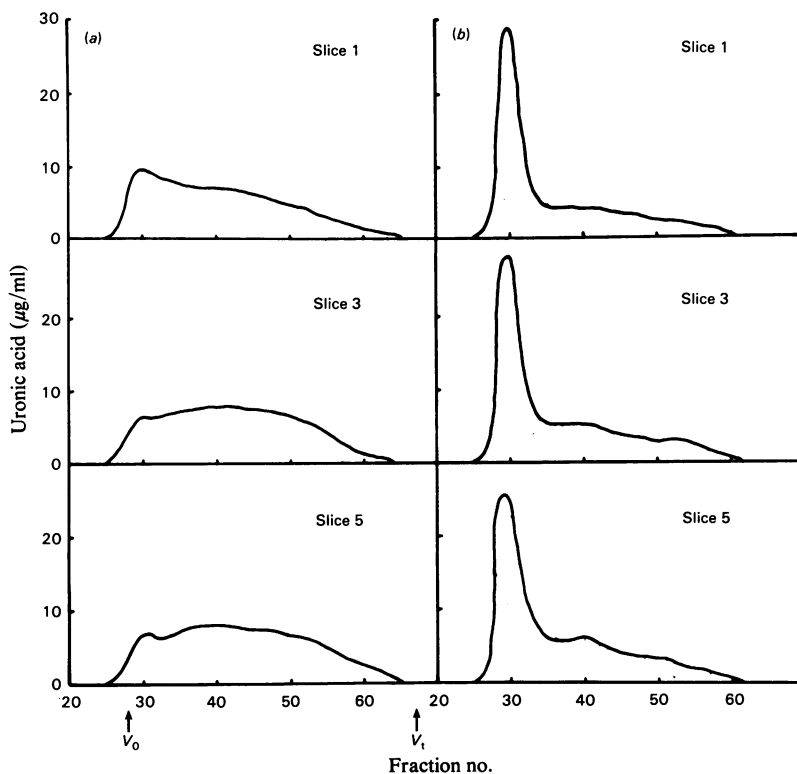 (a)
Slice 1
(b)
Slice 1
30
20
10
0
Slice 3
Slice 3
20
10
0
Slice 5
Slice 5
20
10
0
Uronic acid (μg/ml)
20 30 40 50 60 20 30 40 50 60
V₀
Vₜ
Fraction no.